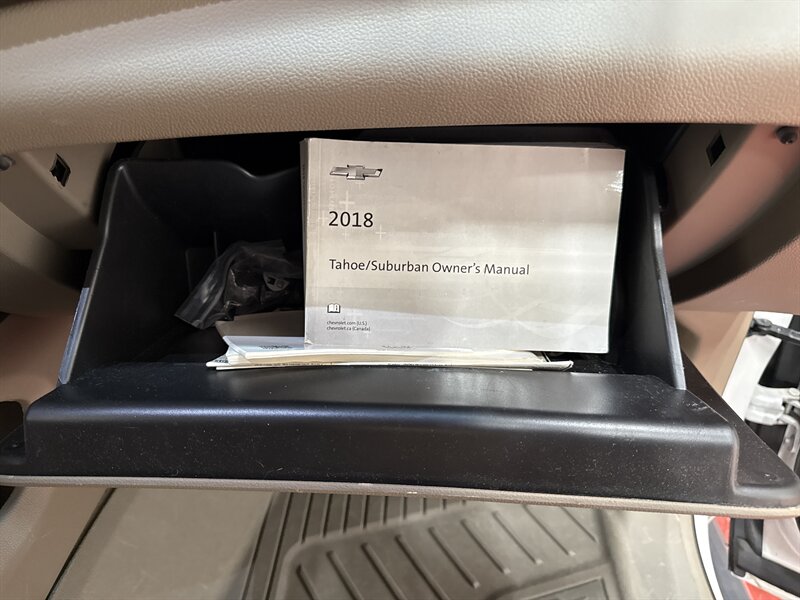 2018
Tahoe/Suburban Owner's Manual
chevrolet.com (U.S.)
chevrolet.ca (Canada)